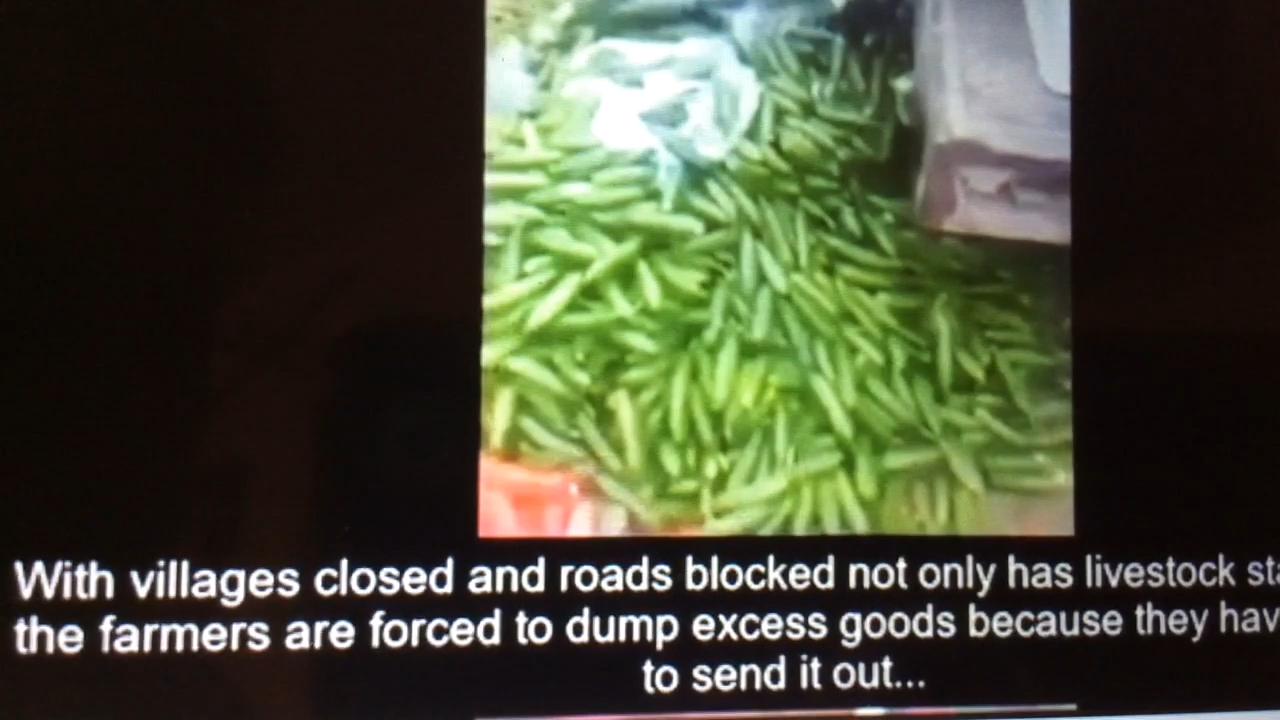 With villages closed and roads blocked not only has livestock
the farmers are forced to dump excess goods because they
to send it out...